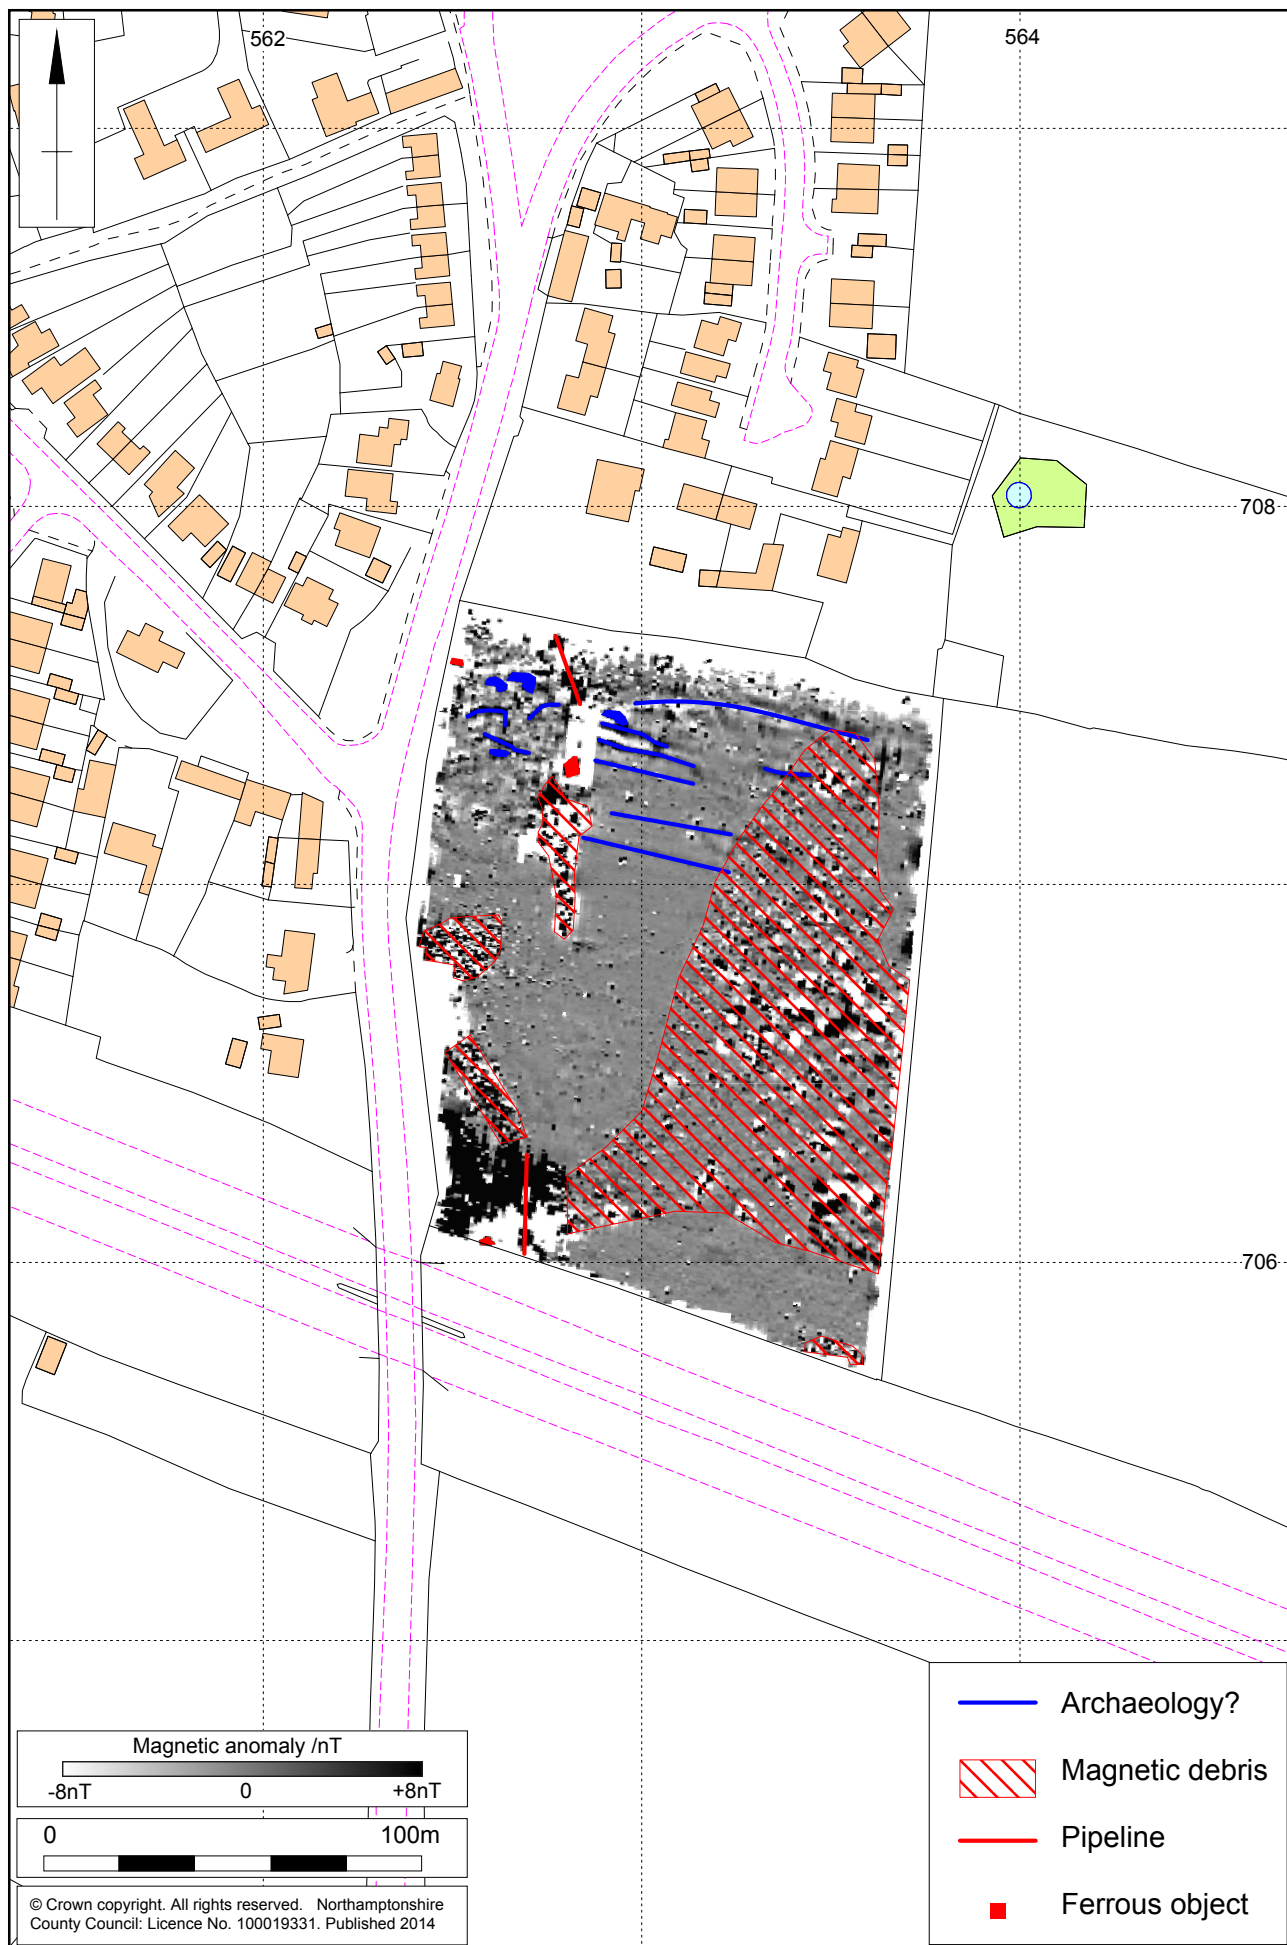 562
564
708
706
Magnetic anomaly /nT
-8nT 0 +8nT
0 100m
© Crown copyright. All rights reserved. Northamptonshire
County Council: Licence No. 100019331. Published 2014
Archaeology?
Magnetic debris
Pipeline
Ferrous object